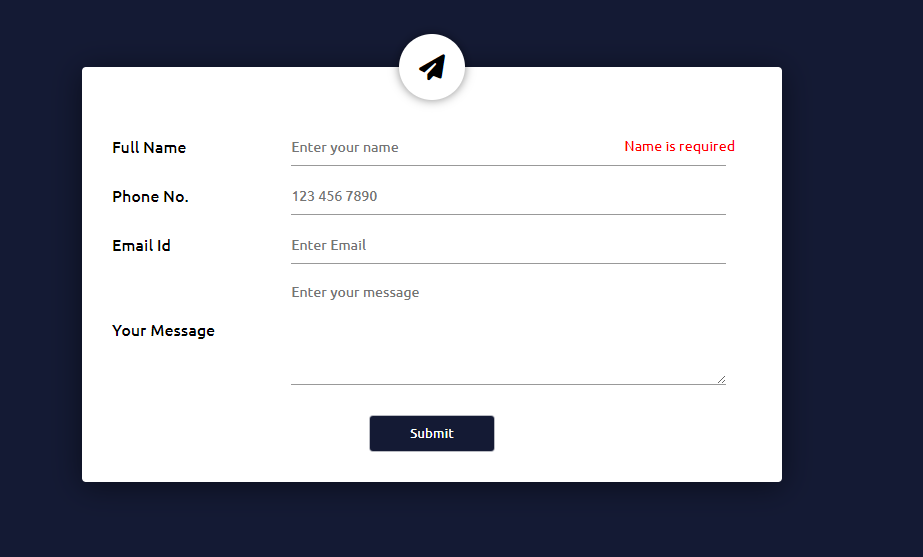 Full Name Enter your name Name is required
Phone No. 123 456 7890
Email Id Enter Email
Enter your message
Your Message
Submit